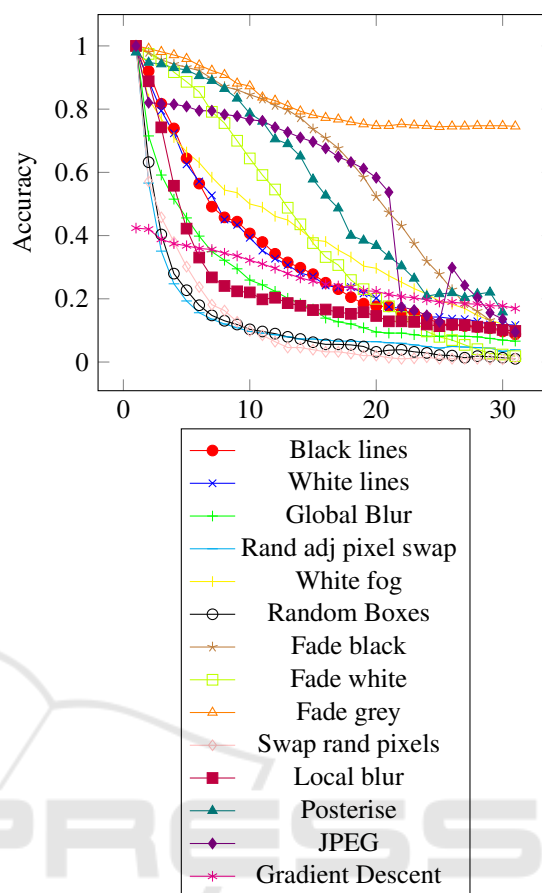 1
0.8
0.6
0.4
0.2
0
Accuracy
0 10 20 30
Black lines
White lines
Global Blur
Rand adj pixel swap
White fog
Random Boxes
Fade black
Fade white
Fade grey
Swap rand pixels
Local blur
Posterise
JPEG
Gradient Descent